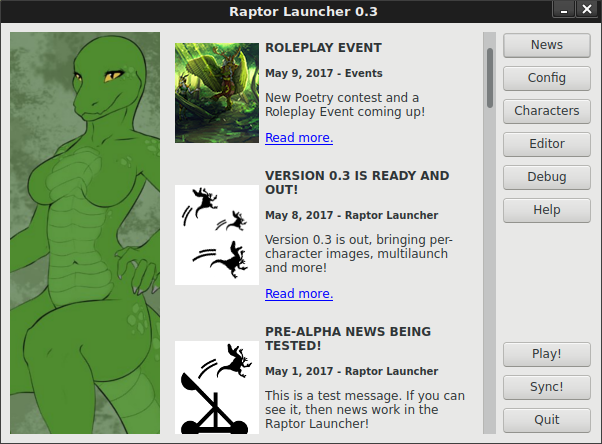 Raptor Launcher 0.3
ROLEPLAY EVENT
May 9, 2017 - Events
New Poetry contest and a
Roleplay Event coming up!
Read more.
VERSION 0.3 IS READY AND
OUT!
May 8, 2017 - Raptor Launcher
Version 0.3 is out, bringing per-
character images, multilaunch
and more!
Read more.
PRE-ALPHA NEWS BEING
TESTED!
May 1, 2017 - Raptor Launcher
This is a test message. If you can
see it, then news work in the
Raptor Launcher!
News
Config
Characters
Editor
Debug
Help
Play!
Sync!
Quit